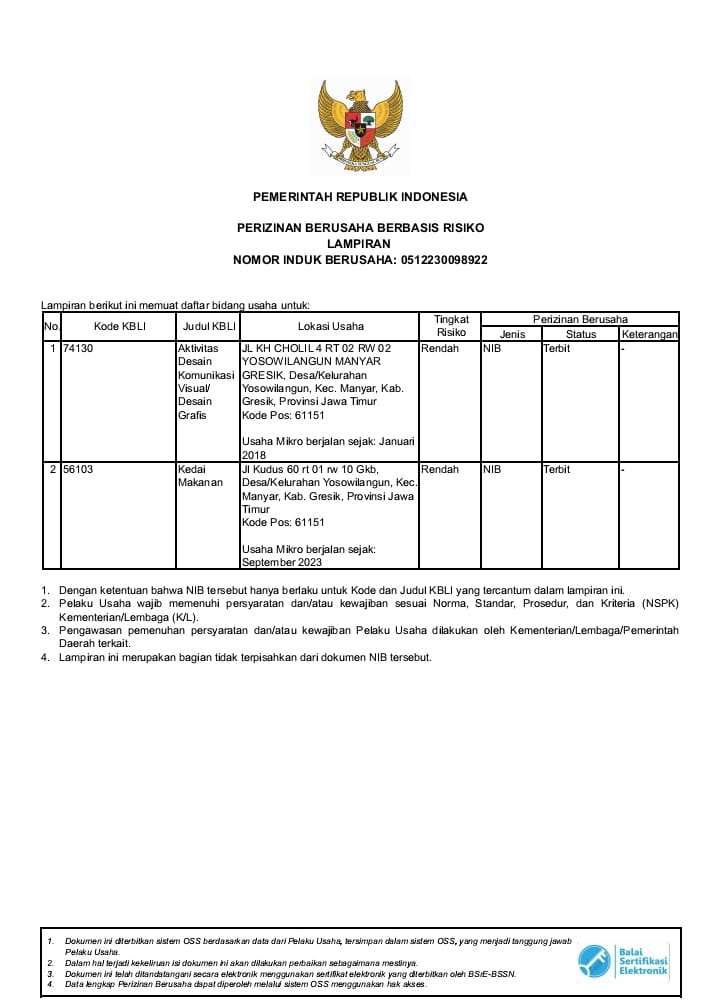 PEMERINTAH REPUBLIK INDONESIA
PERIZINAN BERUSAHA BERBASIS RISIKO
LAMPIRAN
NOMOR INDUK BERUSAHA: 0512230098922
Lampiran berikut ini memuat daftar bidang usaha untuk:
No. Kode KBLI Judul KBLI Lokasi Usaha Tingkat Risiko Perizinan Berusaha
Jenis Status Keterangan
1 74130 Aktivitas JL KH CHOLIL 4 RT 02 RW 02 Rendah NIB Terbit -
Desain YOSOWILANGUN MANYAR
Komunikasi GRESIK, Desa/Kelurahan
Visual/ Yosowilangun, Kec. Manyar, Kab.
Desain Gresik, Provinsi Jawa Timur
Grafis Kode Pos: 61151
Usaha Mikro berjalan sejak: Januari
2018
2 56103 Kedai Jl Kudus 60 rt 01 rw 10 Gkb, Rendah NIB Terbit -
Makanan Desa/Kelurahan Yosowilangun, Kec.
Manyar, Kab. Gresik, Provinsi Jawa
Timur
Kode Pos: 61151
Usaha Mikro berjalan sejak:
September 2023
1. Dengan ketentuan bahwa NIB tersebut hanya berlaku untuk Kode dan Judul KBLI yang tercantum dalam lampiran ini.
2. Pelaku Usaha wajib memenuhi persyaratan dan/atau kewajiban sesuai Norma, Standar, Prosedur, dan Kriteria (NSPK)
Kementerian/Lembaga (K/L).
3. Pengawasan pemenuhan persyaratan dan/atau kewajiban Pelaku Usaha dilakukan oleh Kementerian/Lembaga/Pemerintah
Daerah terkait.
4. Lampiran ini merupakan bagian tidak terpisahkan dari dokumen NIB tersebut.
1. Dokumen ini diterbitkan sistem OSS berdasarkan data dari Pelaku Usaha, tersimpan dalam sistem OSS, yang menjadi tanggung jawab
Pelaku Usaha.
2. Dalam hal terjadi kekeliruan isi dokumen ini akan dilakukan perbaikan sebagaimana mestinya.
3. Dokumen ini telah ditandatangani secara elektronik menggunakan sertifikat elektronik yang diterbitkan oleh BSrE-BSSN.
4. Data lengkap Perizinan Berusaha dapat diperoleh melalui sistem OSS menggunakan hak akses.
Balai
Sertifikasi
Elektronik